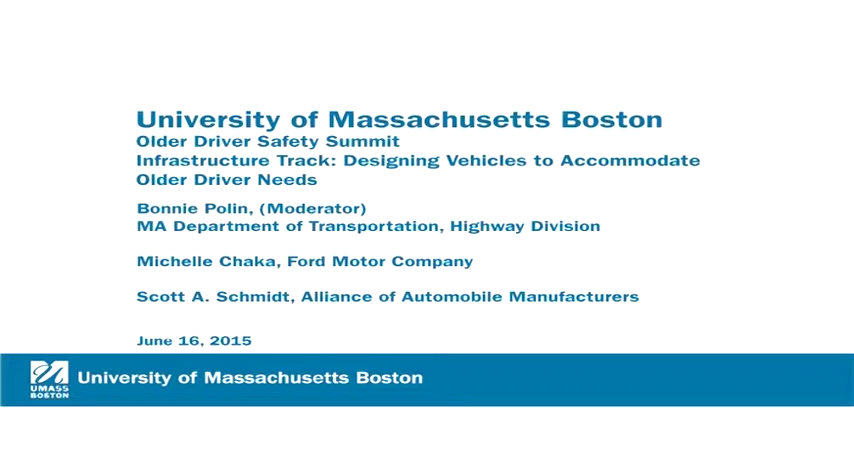 University of Massachusetts Boston
Older Driver Safety Summit
Infrastructure Track: Designing Vehicles to Accommodate
Older Driver Needs
Bonnie Polin, (Moderator)
MA Department of Transportation, Highway Division
Michelle Chaka, Ford Motor Company
Scott A. Schmidt, Alliance of Automobile Manufacturers
June 16, 2015
UMASS
BOSTON
University of Massachusetts Boston